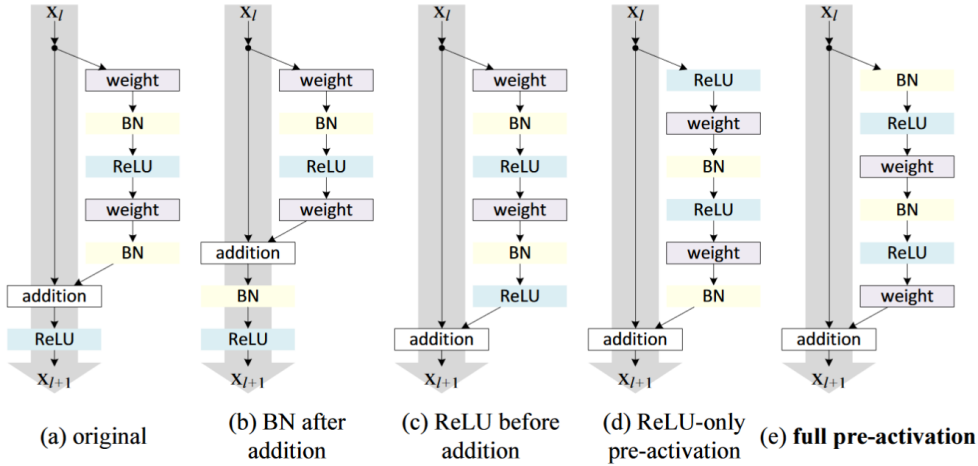 x_l
weight
BN
ReLU
weight
BN
addition
ReLU
x_{l+1}
(a) original
x_l
weight
BN
ReLU
weight
addition
BN
ReLU
x_{l+1}
(b) BN after
addition
x_l
weight
BN
ReLU
weight
BN
ReLU
addition
x_{l+1}
(c) ReLU before
addition
x_l
ReLU
weight
BN
ReLU
weight
BN
addition
x_{l+1}
(d) ReLU-only
pre-activation
x_l
BN
ReLU
weight
BN
ReLU
weight
addition
x_{l+1}
(e) full pre-activation